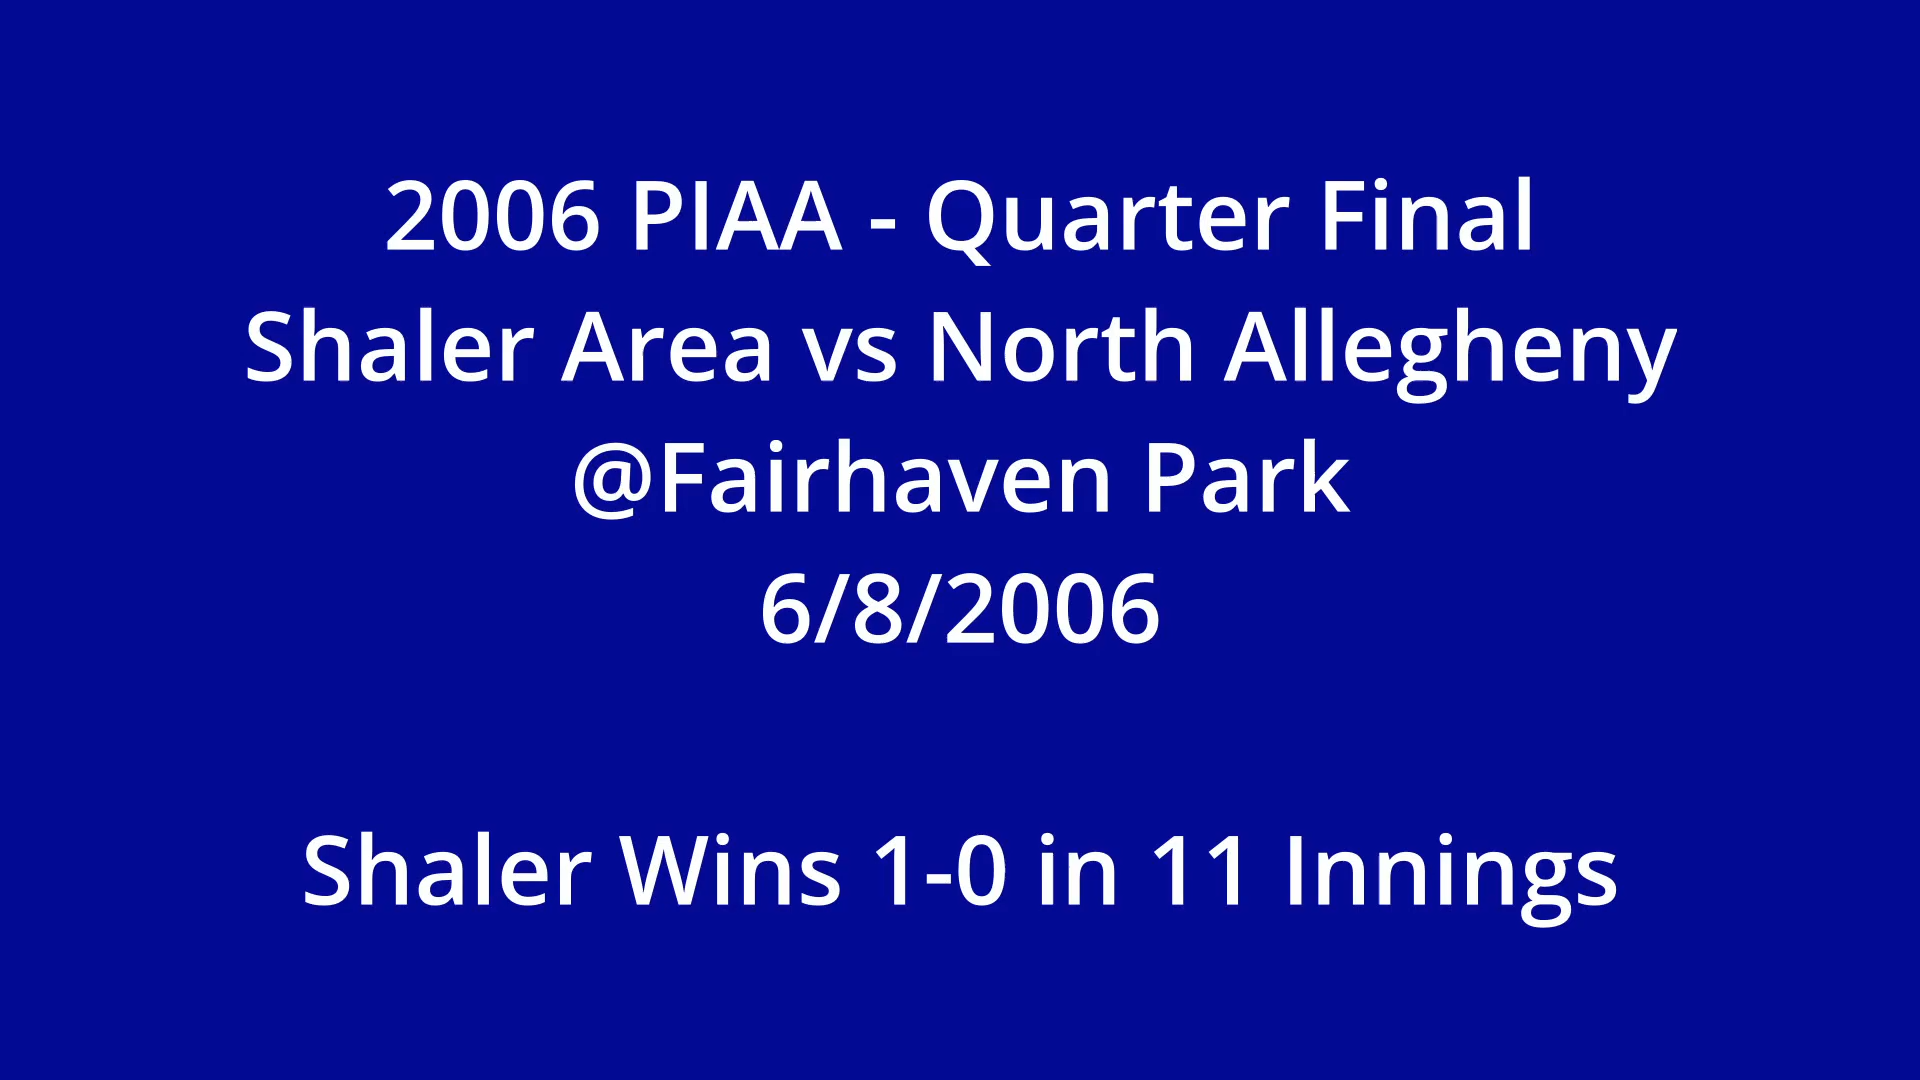 2006 PIAA - Quarter Final
Shaler Area vs North Allegheny
@Fairhaven Park
6/8/2006
Shaler Wins 1-0 in 11 Innings